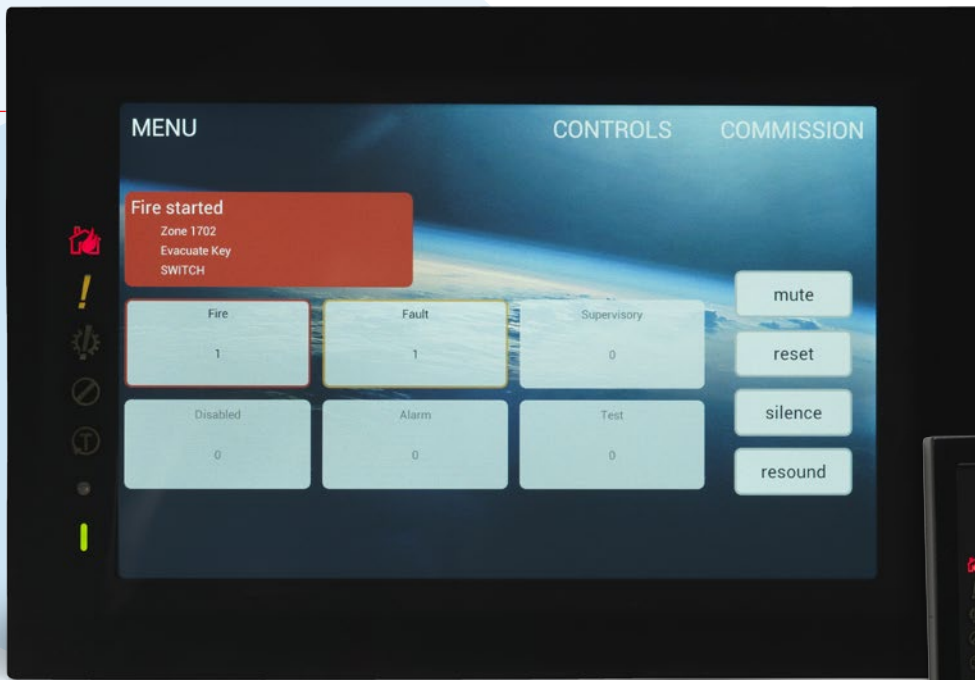 MENU
CONTROLS
COMMISSION
Fire started
Zone 1702
Evacuate Key
SWITCH
mute
Fire
1
Fault
1
Supervisory
0
reset
Disabled
0
Alarm
0
Test
0
silence
resound
T